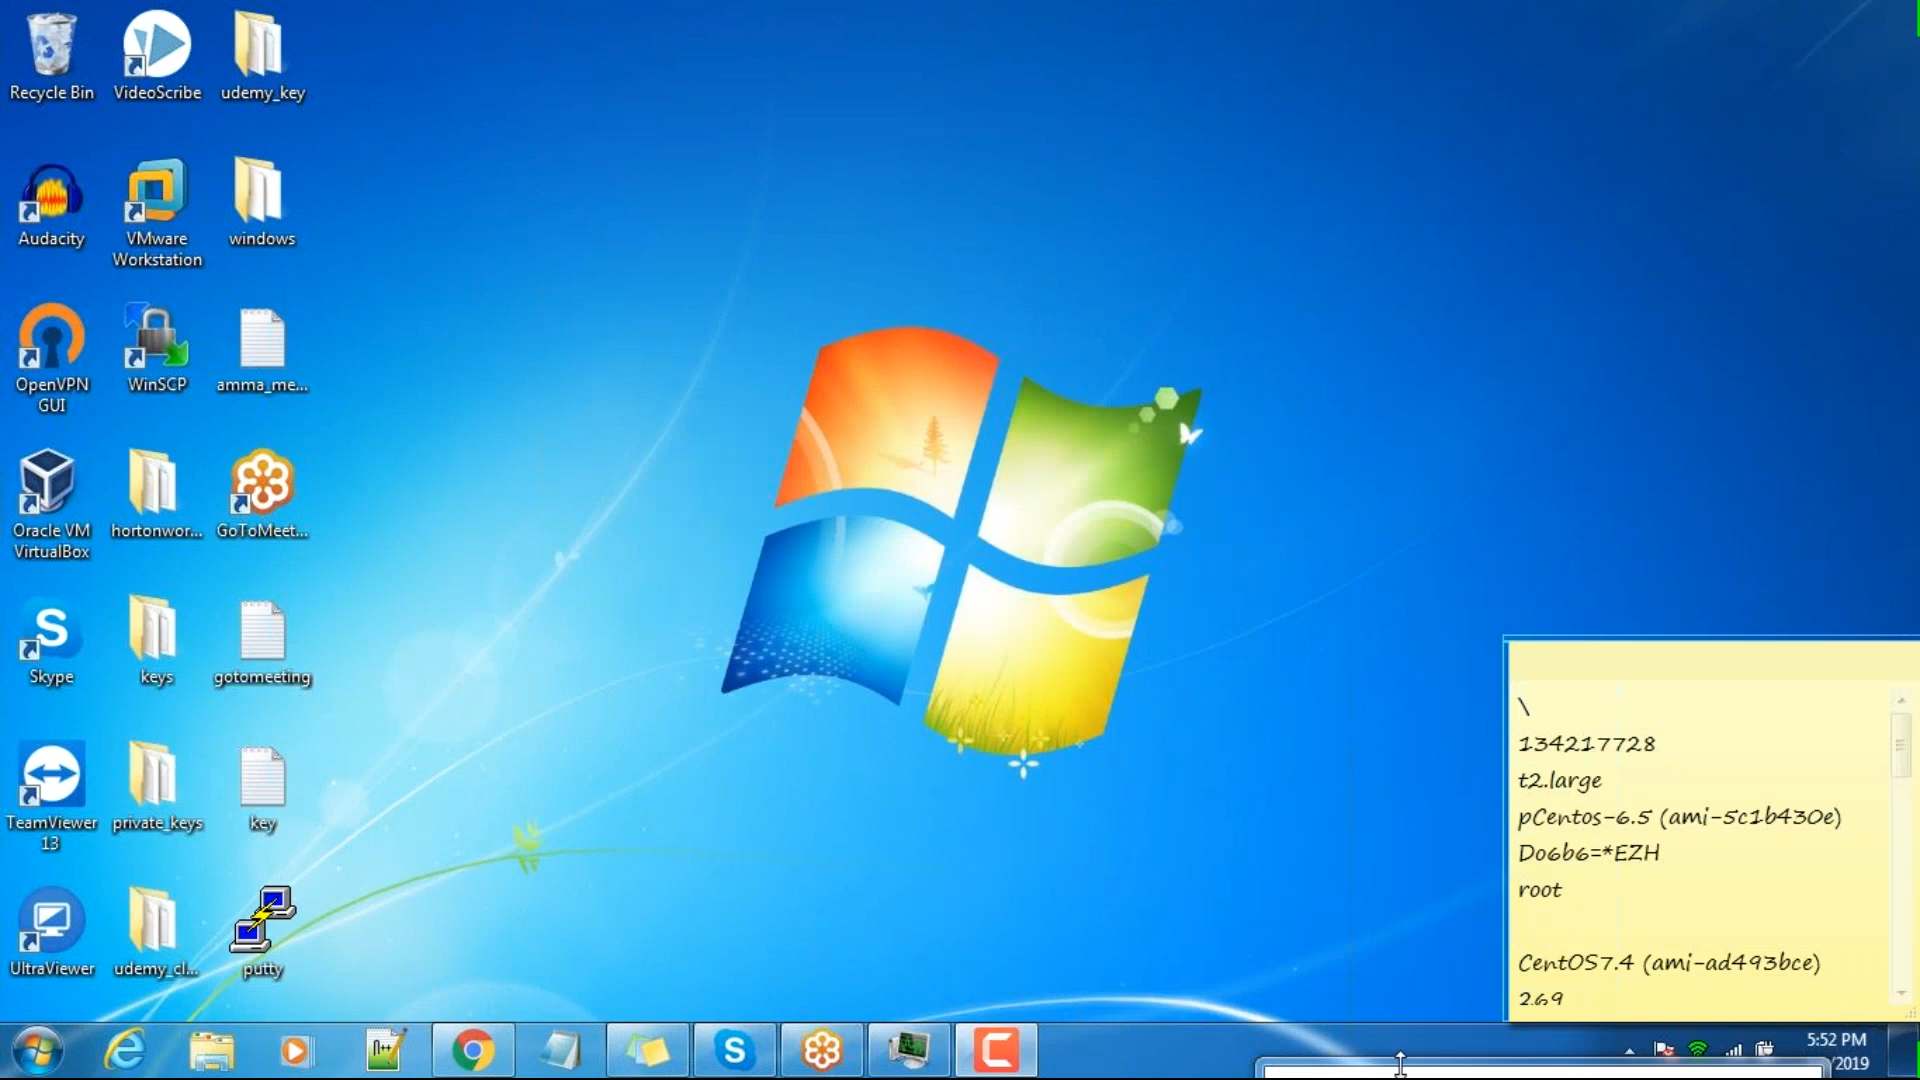 Recycle Bin
VideoScribe
udemy_key
Audacity
VMware
Workstation
windows
OpenVPN
GUI
WinSCP
amma_me...
Oracle VM
VirtualBox
hortonwor...
GoToMeet...
Skype
keys
gotomeeting
TeamViewer
13
private_keys
key
UltraViewer
udemy_cl...
putty
\
134217728
t2.large
pCentos-6.5 (ami-5c1b430e)
Do6b6=*EZH
root
CentOS7.4 (ami-ad493bce)
269
5:52 PM
/2019